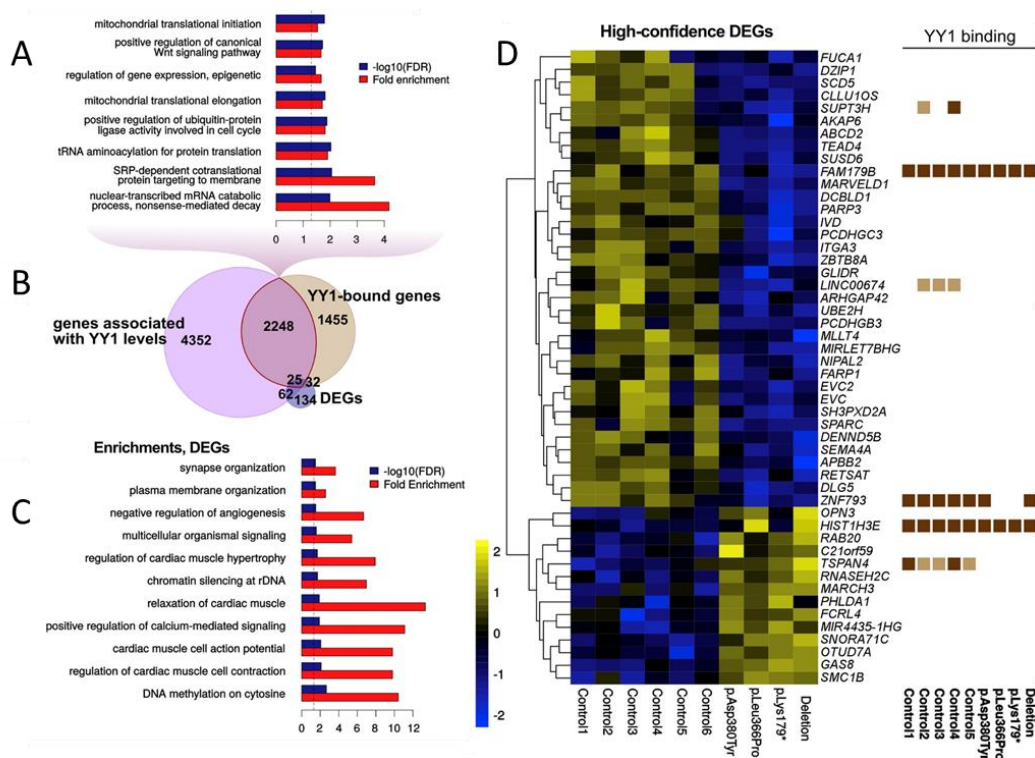 A
mitochondrial translational initiation
positive regulation of canonical
Wnt signaling pathway
regulation of gene expression, epigenetic
mitochondrial translational elongation
positive regulation of ubiquitin-protein
ligase activity involved in cell cycle
tRNA aminoacylation for protein translation
SRP-dependent cotranslational
protein targeting to membrane
nuclear-transcribed mRNA catabolic
process, nonsense-mediated decay
-log10(FDR)
Fold enrichment
0 1 2 3 4
B
YY1-bound genes
genes associated
with YY1 levels
4352
2248
1455
25
32
62
134
DEGs
C
Enrichments, DEGs
synapse organization
plasma membrane organization
negative regulation of angiogenesis
multicellular organismal signaling
regulation of cardiac muscle hypertrophy
chromatin silencing at rDNA
relaxation of cardiac muscle
positive regulation of calcium-mediated signaling
cardiac muscle cell action potential
regulation of cardiac muscle cell contraction
DNA methylation on cytosine
-log10(FDR)
Fold Enrichment
0 2 4 6 8 10 12
2
1
0
-1
-2
D
High-confidence DEGs
YY1 binding
FUCA1
DZIP1
SCD5
CLLU1OS
SUPT3H
AKAP6
ABCD2
TEAD4
SUSD6
FAM179B
MARVELD1
DCBLD1
PARP3
IVD
PCDHGC3
ITGA3
ZBTB8A
GLIDR
LINC00674
ARHGAP42
UBE2H
PCDHGB3
MLLT4
MIRLET7BHG
NIPAL2
FARP1
EVC2
EVC
SH3PXD2A
SPARC
DENND5B
SEMA4A
APBB2
RETSAT
DLG5
ZNF793
OPN3
HIST1H3E
RAB20
C21orf59
TSPAN4
RNASEH2C
MARCH3
PHLDA1
FCRL4
MIR4435-1HG
SNORA71C
OTUD7A
GAS8
SMC1B
Control1
Control2
Control3
Control4
Control5
Control6
pAsp380Tyr
pLeu366Pro
pLys179*
Deletion
Control1
Control2
Control3
Control4
Control5
pAsp380Tyr
pLeu366Pro
pLys179*
Deletion